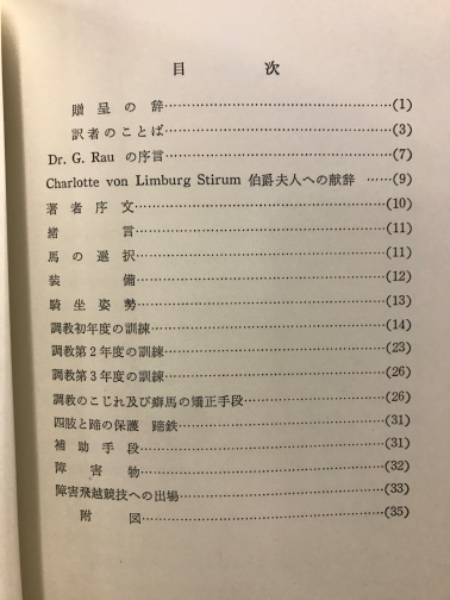 目次
贈呈の辞……(1)
訳者のことば……(3)
Dr. G. Rau の序言……(7)
Charlotte von Limburg Stirum 伯爵夫人への献辞……(9)
著者序文……(10)
緒言……(11)
馬の選択……(11)
装備……(12)
騎坐姿勢……(13)
調教初年度の訓練……(14)
調教第2年度の訓練……(23)
調教第3年度の訓練……(26)
調教のこじれ及び癖馬の矯正手段……(26)
四肢と蹄の保護 蹄鉄……(31)
補助手段……(31)
障害物……(32)
障害飛越競技への出場……(33)
附図……(35)